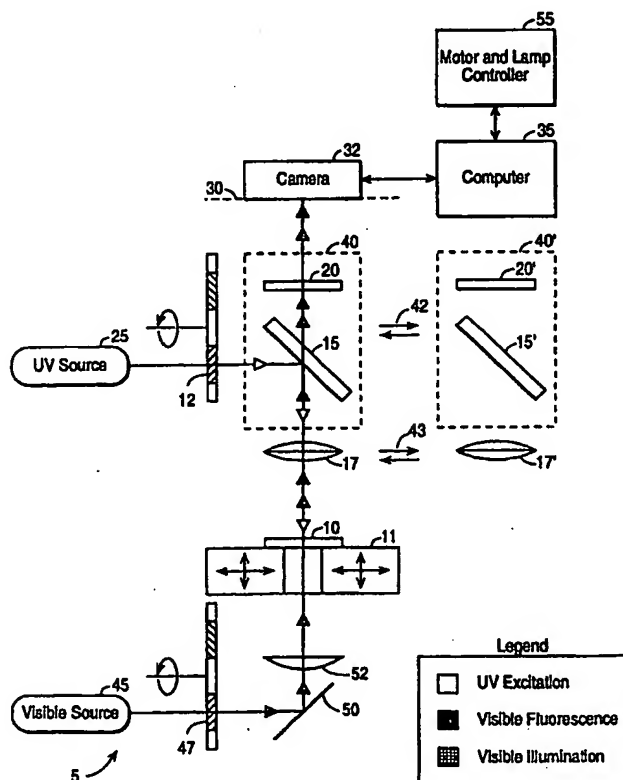 55
Motor and Lamp
Controller
32
35
Camera
Computer
30
40
40'
20
20'
42
15
15'
25
UV Source
12
43
17
17'
10
11
52
45
Visible Source
50
47
5
Legend
UV Excitation
Visible Fluorescence
Visible Illumination